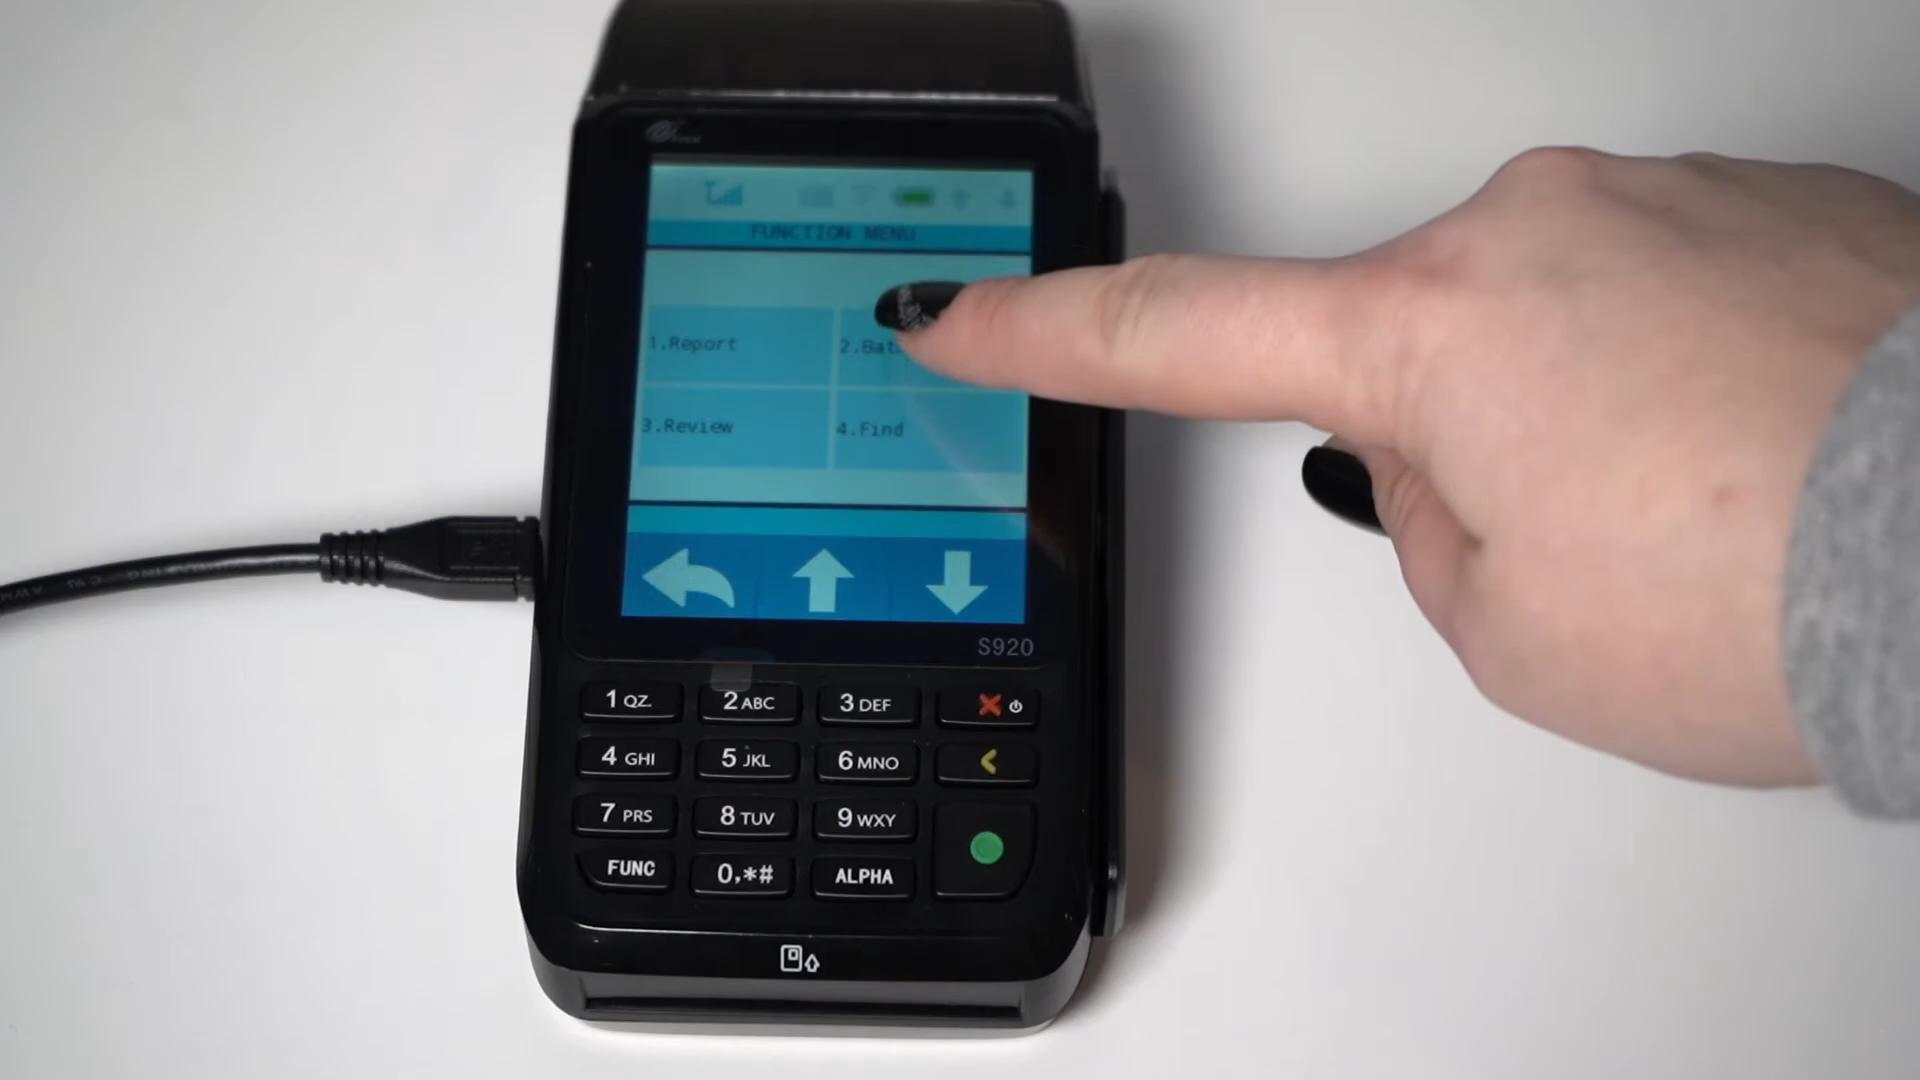 FUNCTION MENU
1.Report
2.Bat
3.Review
4.Find
S920
1 QZ. 2 ABC 3 DEF
4 GHI 5 JKL 6 MNO
7 PRS 8 TUV 9 WXY
FUNC 0,*# ALPHA